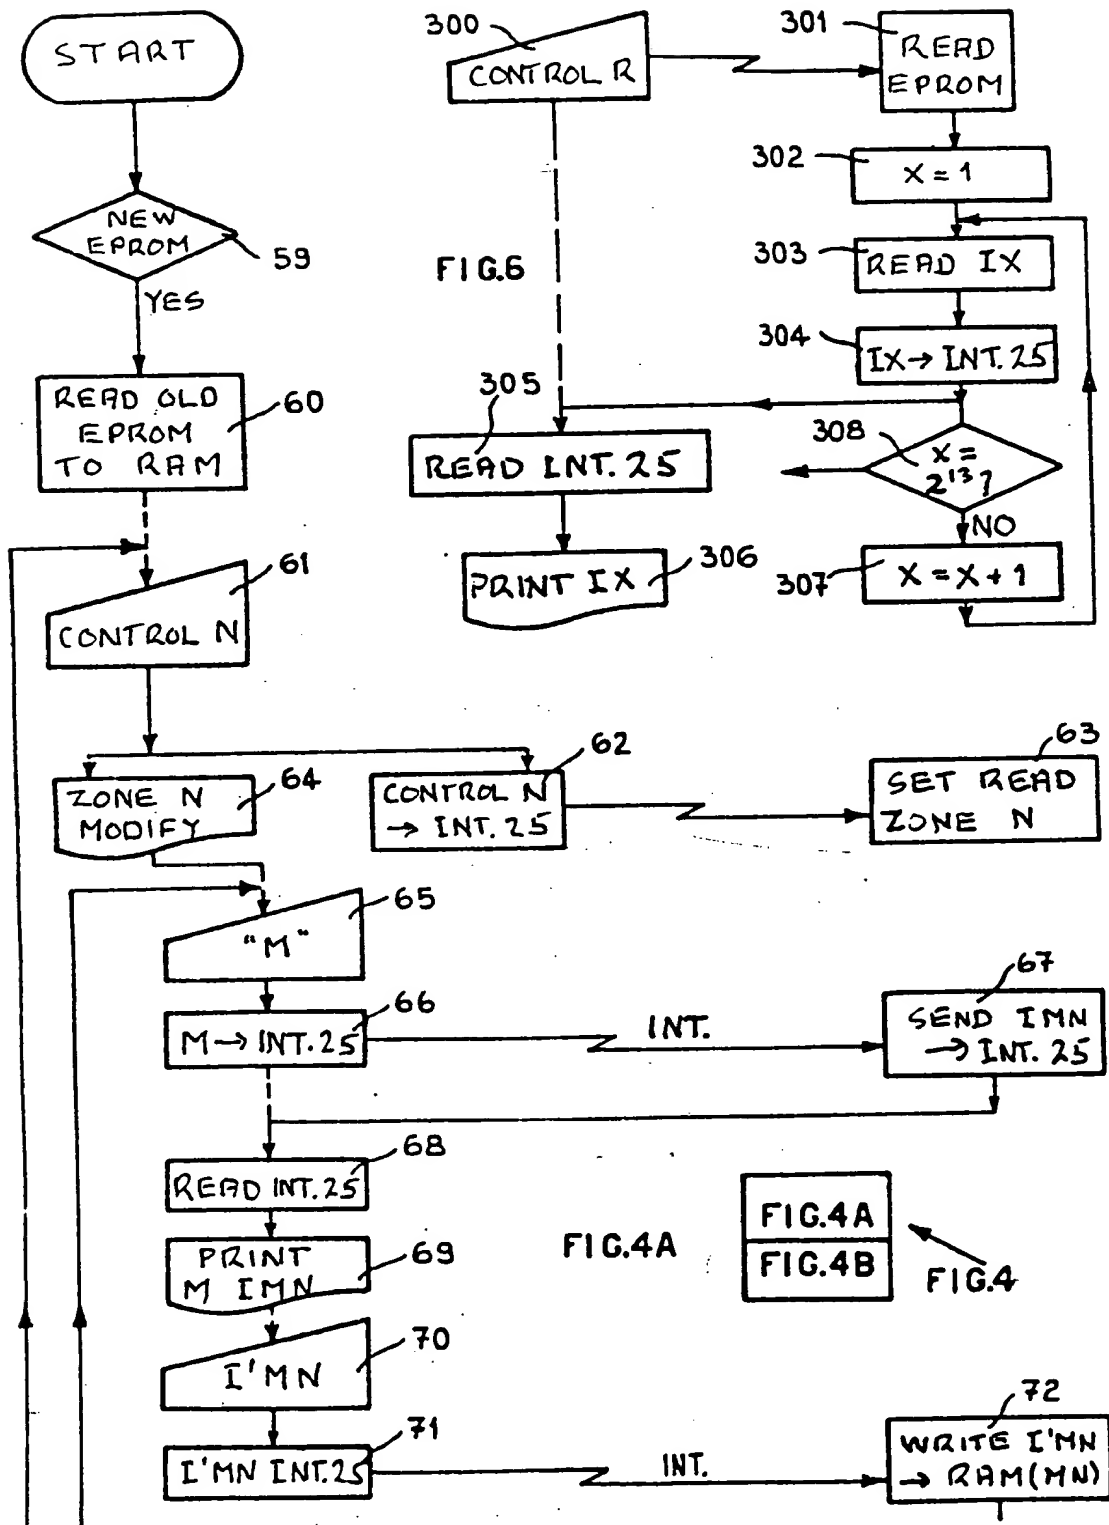 START
NEW
EPROM
59
YES
READ OLD
EPROM
TO RAM
60
61
CONTROL N
300
CONTROL R
301
READ
EPROM
302
X = 1
303
READ IX
304
IX → INT. 25
FIG.6
305
READ INT. 25
308
X =
2¹³?
NO
PRINT IX
306
307
X = X + 1
ZONE N
MODIFY
64
62
CONTROL N
→ INT. 25
63
SET READ
ZONE N
65
"M"
66
M → INT. 25
INT.
67
SEND IMN
→ INT. 25
68
READ INT. 25
PRINT
M IMN
69
FIG.4A
FIG.4A
FIG.4B
FIG.4
70
I'MN
71
I'MN INT.25
INT.
72
WRITE I'MN
→ RAM(MN)